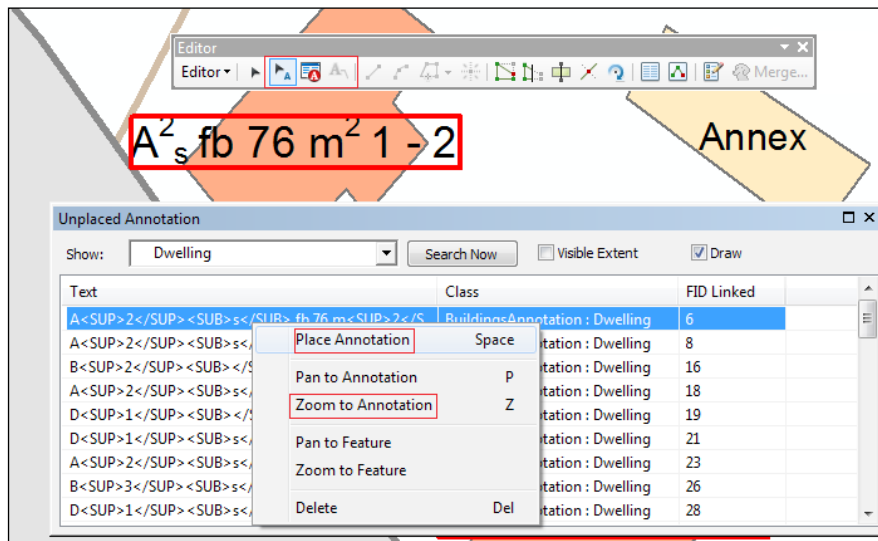 Editor
Editor Merge...
A²ₛ fb 76 m² 1 - 2
Annex
Unplaced Annotation
Show: Dwelling Search Now Visible Extent Draw
Text Class FID Linked
A<SUP>2</SUP><SUB>s</SUB> fb 76 m<SUP>2</S BuildingsAnnotation : Dwelling 6
A<SUP>2</SUP><SUB>s</ tation : Dwelling 8
B<SUP>2</SUP><SUB></S tation : Dwelling 16
A<SUP>2</SUP><SUB>s</ tation : Dwelling 18
D<SUP>1</SUP><SUB></S tation : Dwelling 19
D<SUP>1</SUP><SUB>s</ tation : Dwelling 21
A<SUP>2</SUP><SUB>s</ tation : Dwelling 23
B<SUP>3</SUP><SUB>s</ tation : Dwelling 26
D<SUP>1</SUP><SUB>s</ tation : Dwelling 28
Place Annotation Space
Pan to Annotation P
Zoom to Annotation Z
Pan to Feature
Zoom to Feature
Delete Del